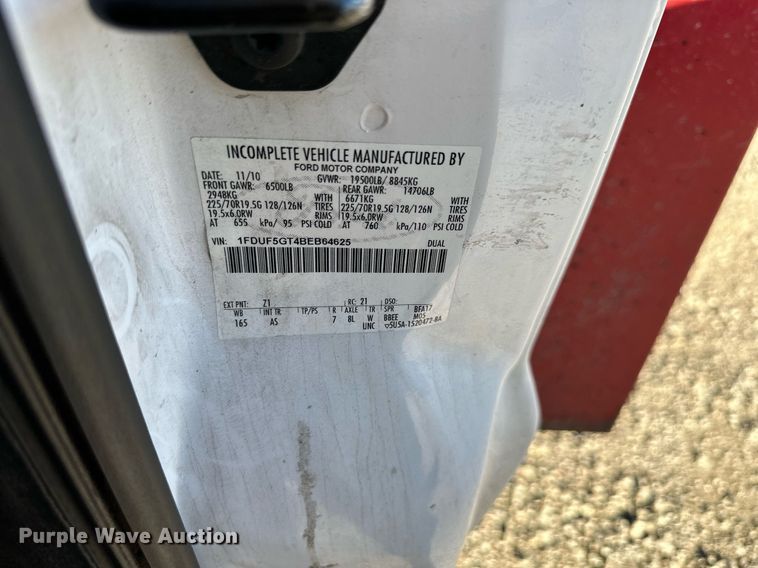 INCOMPLETE VEHICLE MANUFACTURED BY
FORD MOTOR COMPANY
DATE: 11/10 GVWR: 19500LB/ 8845KG
FRONT GAWR: 6500LB REAR GAWR: 14706LB
2948KG WITH 6671KG WITH
225/70R19.5G 128/126N TIRES 225/70R19.5G 128/126N TIRES
19.5x6.0RW RIMS 19.5x6.0RW RIMS
AT 655 kPa/ 95 PSI COLD AT 760 kPa/110 PSI COLD
VIN: 1FDUF5GT4BEB64625 DUAL
EXT PNT: Z1 RC: 21 DSO:
WB INT TR TP/PS R AXLE TR SPR BFA17
165 AS 7 8L W BBEE MOS
UNC 5USA-1520472-BA
Purple Wave Auction